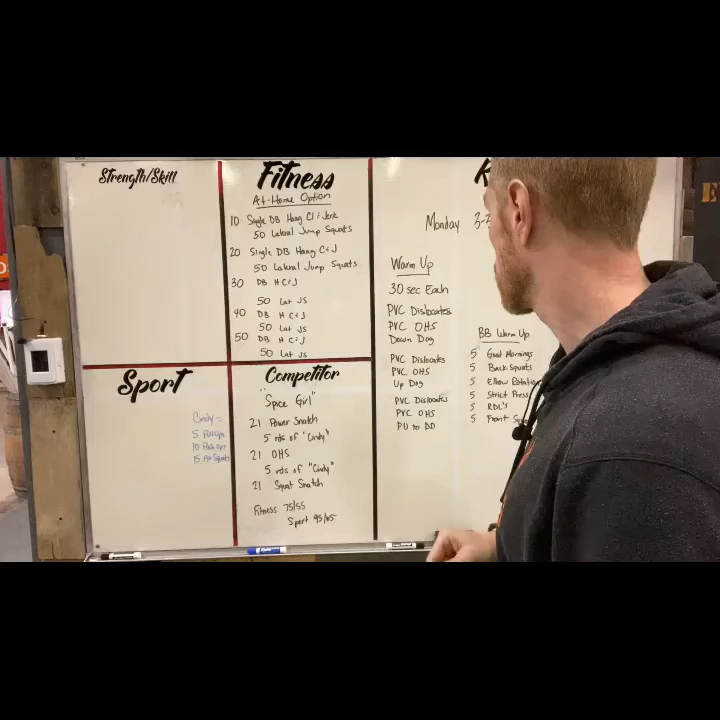 Strength/Skill
Fitness
At-Home Option
10 Single DB Hang Cl & Jerk
50 Lateral Jump Squats
20 Single DB Hang C & J
50 Lateral Jump Squats
30 DB H C & J
50 Lat JS
40 DB H C & J
50 Lat JS
50 DB H C & J
50 Lat JS
Sport
Cindy =
5 Pull Ups
10 Push Ups
15 Air Squats
Competitor
"Spice Girl"
21 Power Snatch
5 rds of "Cindy"
21 OHS
5 rds of "Cindy"
21 Squat Snatch
Fitness 75/55
Sport 95/65
Monday
Warm Up
30 sec Each
PVC Dislocates
PVC OHS
Down Dog
PVC Dislocates
PVC OHS
Up Dog
PVC Dislocates
PVC OHS
PU to DD
BB Warm Up
5 Good Mornings
5 Back Squats
5 Elbow Rotation
5 Strict Press
5 RDL's
5 Front
E